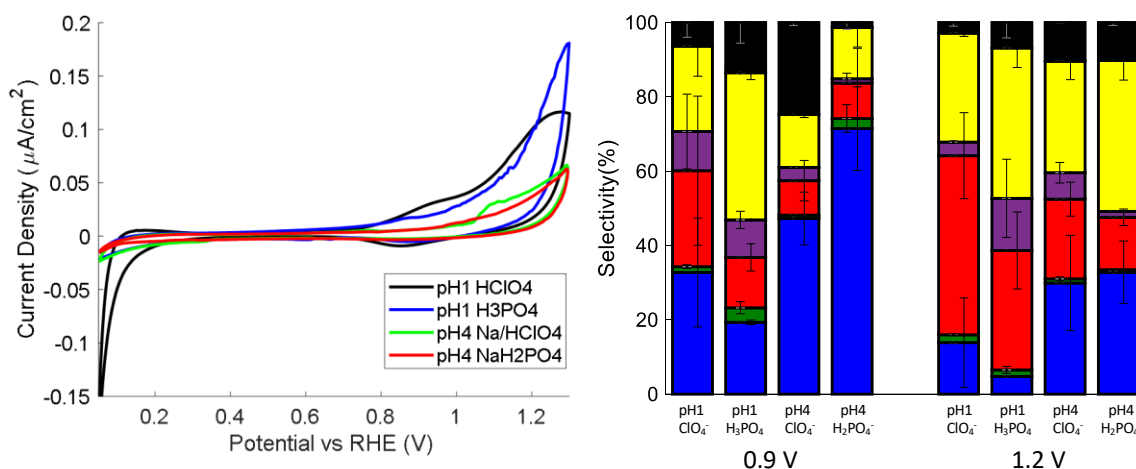 0.2
0.15
0.1
0.05
0
-0.05
-0.1
-0.15
Current Density (μA/cm²)
pH1 HClO4
pH1 H3PO4
pH4 Na/HClO4
pH4 NaH2PO4
0.2 0.4 0.6 0.8 1 1.2
Potential vs RHE (V)
100
80
60
40
20
0
Selectivity(%)
pH1 pH1 pH4 pH4 pH1 pH1 pH4 pH4
ClO₄⁻ H₃PO₄ ClO₄⁻ H₂PO₄⁻ ClO₄⁻ H₃PO₄ ClO₄⁻ H₂PO₄
0.9 V 1.2 V